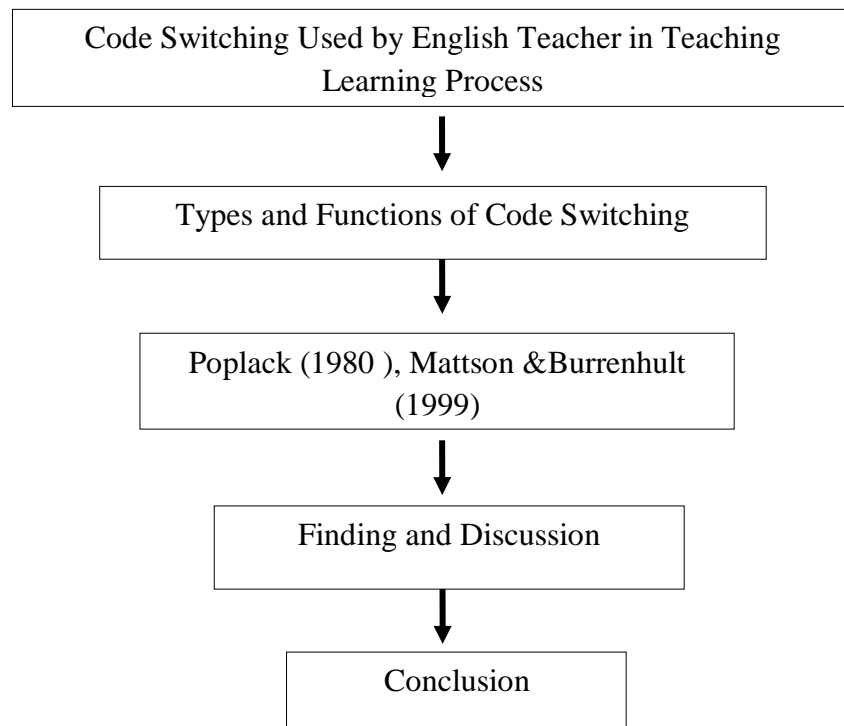 Code Switching Used by English Teacher in Teaching
Learning Process
Types and Functions of Code Switching
Poplack (1980 ), Mattson &Burrenhult
(1999)
Finding and Discussion
Conclusion